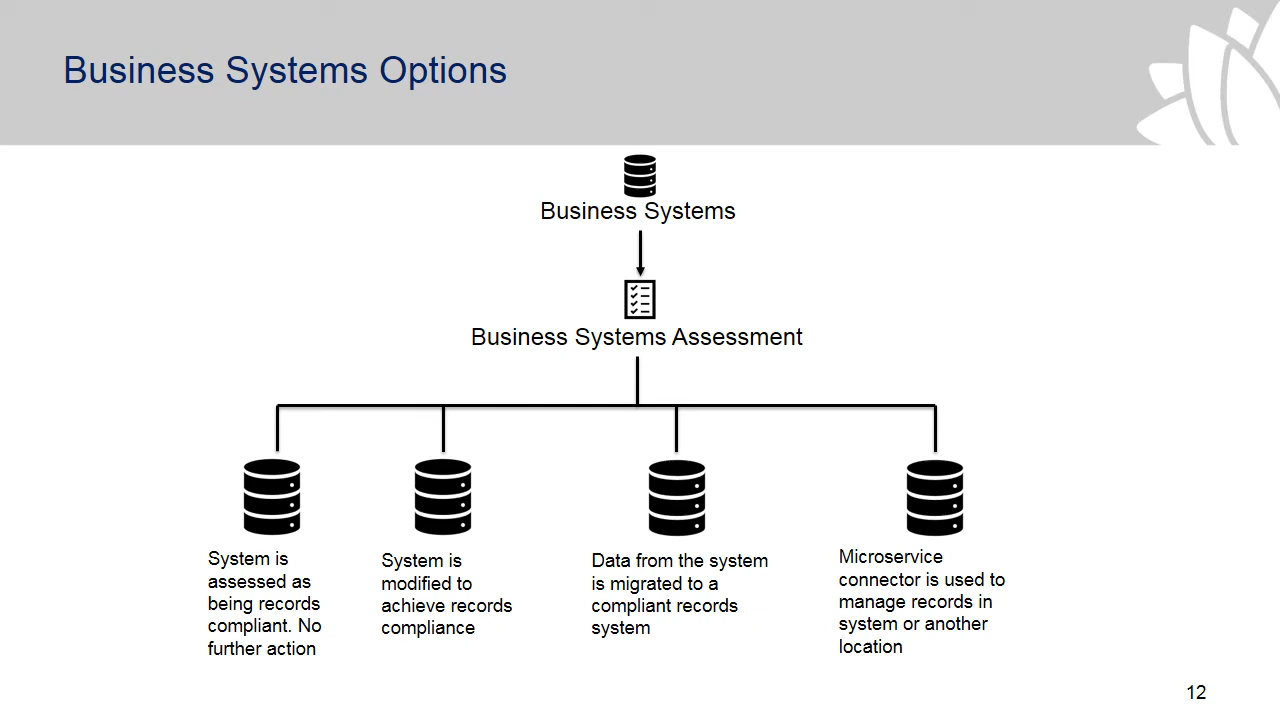 Business Systems Options
Business Systems
Business Systems Assessment
System is
assessed as
being records
compliant. No
further action
System is
modified to
achieve records
compliance
Data from the system
is migrated to a
compliant records
system
Microservice
connector is used to
manage records in
system or another
location
12